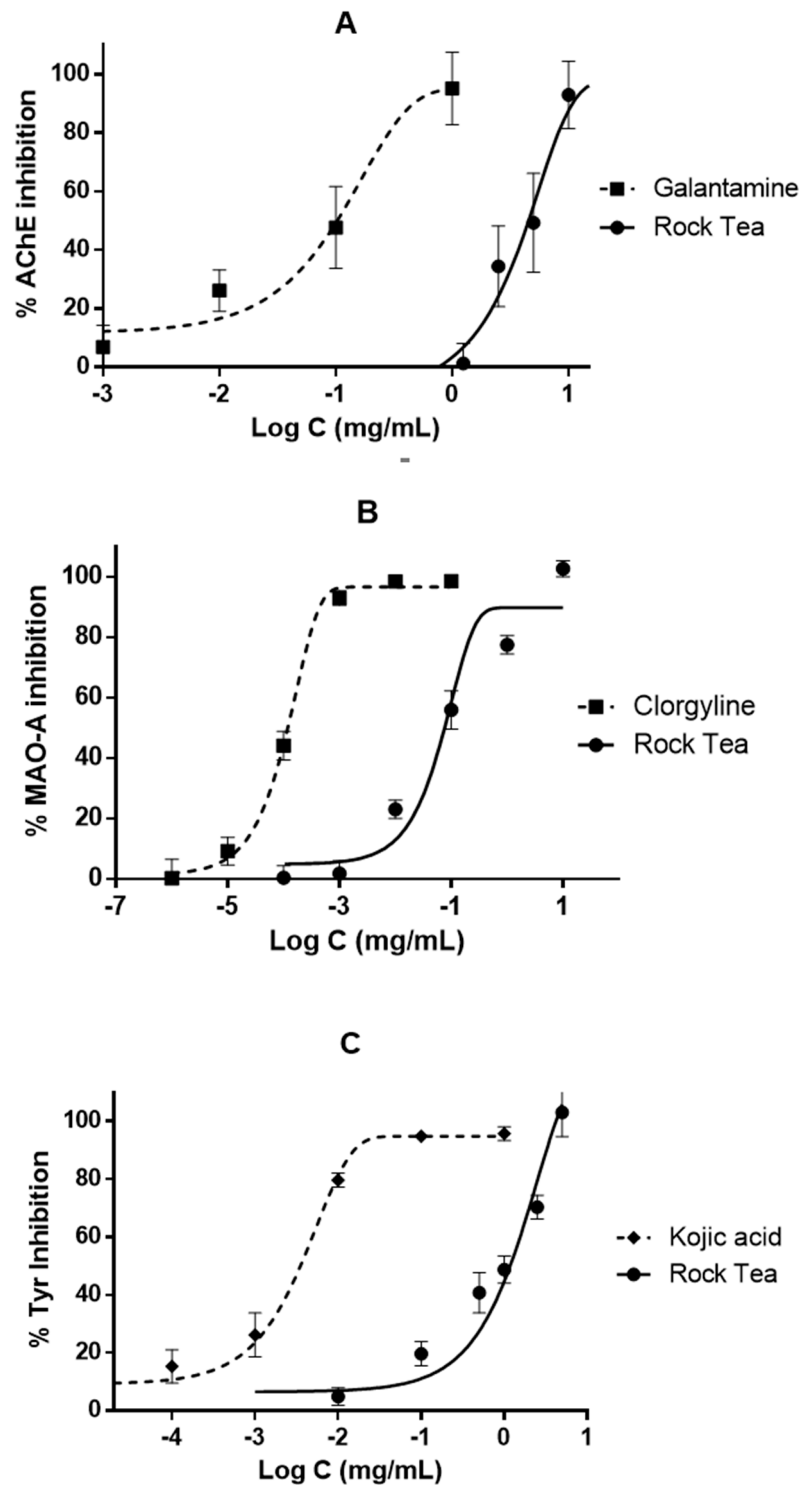 A
% AChE inhibition
100
80
60
40
20
0
-3 -2 -1 0 1
Log C (mg/mL)
Galantamine
Rock Tea
=
B
% MAO-A inhibition
100
80
60
40
20
0
-7 -5 -3 -1 1
Log C (mg/mL)
Clorgyline
Rock Tea
C
% Tyr Inhibition
100
80
60
40
20
0
-4 -3 -2 -1 0 1
Log C (mg/mL)
Kojic acid
Rock Tea